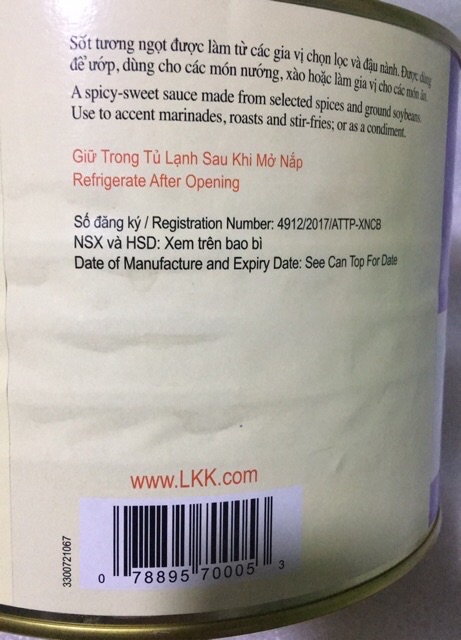 Sốt tương ngọt được làm từ các gia vị chọn lọc và đậu nành. Được dùng
để ướp, dùng cho các món nướng, xào hoặc làm gia vị cho các món ăn.
A spicy-sweet sauce made from selected spices and ground soybeans.
Use to accent marinades, roasts and stir-fries; or as a condiment.
Giữ Trong Tủ Lạnh Sau Khi Mở Nắp
Refrigerate After Opening
Số đăng ký / Registration Number: 4912/2017/ATTP-XNCB
NSX và HSD: Xem trên bao bì
Date of Manufacture and Expiry Date: See Can Top For Date
www.LKK.com
3300721067
0 78895 70005 3